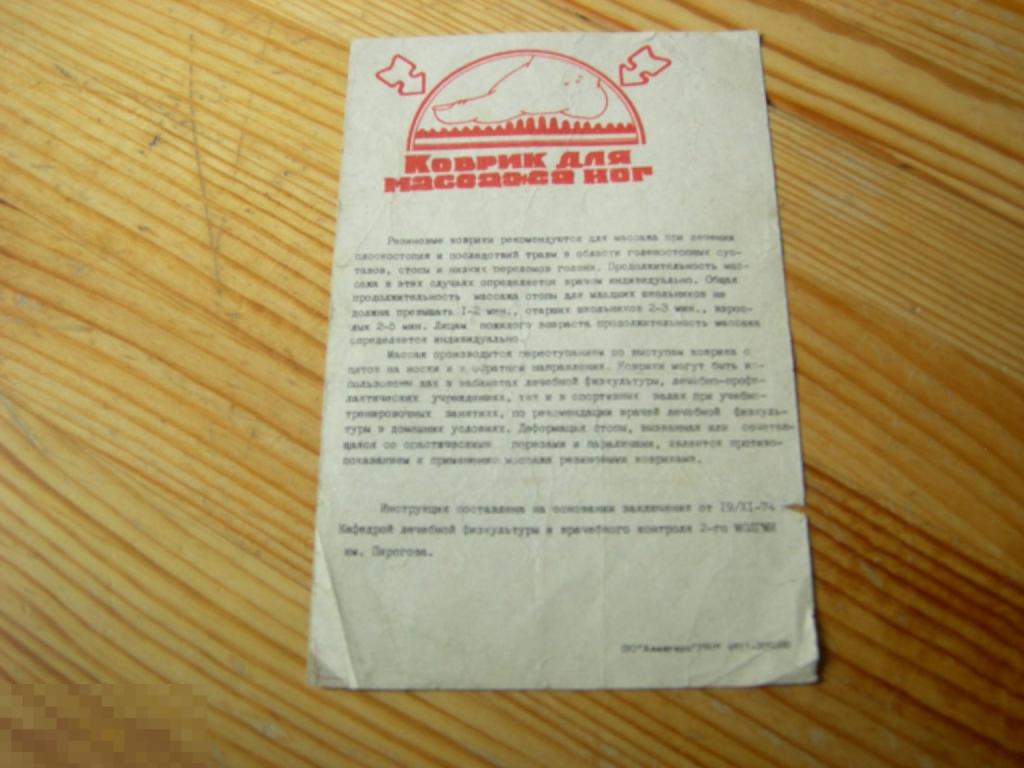 Коврик для
массажа ног
Резиновые коврики рекомендуются для массажа при лечении
плоскостопия и последствий травм в области голеностопных сус-
тавов, стопы и низких переломов голени. Продолжительность мас-
сажа в этих случаях определяется врачом индивидуально. Общая
продолжительность массажа стопы для младших школьников не
должна превышать 1-2 мин., старших школьников 2-3 мин., взрос-
лых 2-5 мин. Лицам пожилого возраста продолжительность массажа
определяется индивидуально.
Массаж производится переступанием по выступам коврика с
пяток на носки и в обратном направлении. Коврики могут быть ис-
пользованы как в кабинетах лечебной физкультуры, лечебно-профи-
лактических учреждениях, так и в спортивных залах при учебно-
тренировочных занятиях, по рекомендации врачей лечебной физкуль-
туры в домашних условиях. Деформация стопы, вызванная или сочетаю-
щаяся со спастическими порезами и параличами, является противо-
показанием к применению массажа резиновыми ковриками.
Инструкция составлена на основании заключения от 19/XI-74
Кафедрой лечебной физкультуры и врачебного контроля 2-го МОЛГМИ
им. Пирогова.